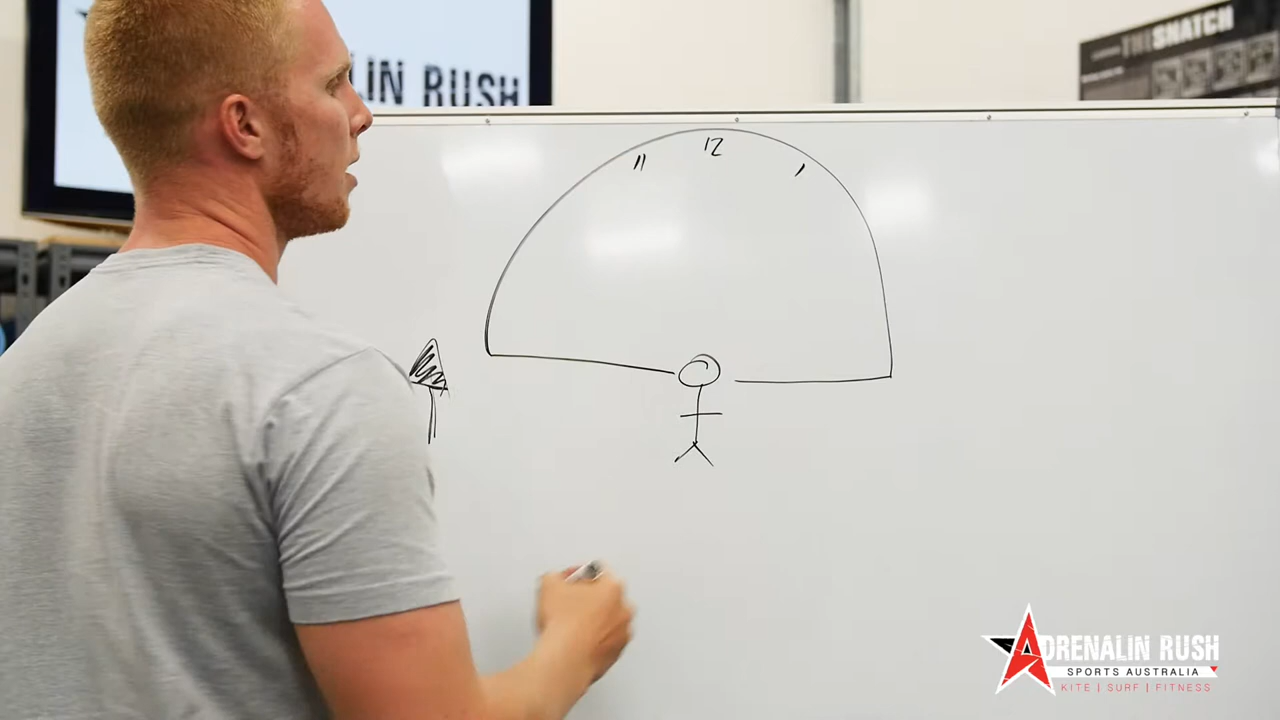 LIN RUSH
THE SNATCH
11
12
1
ADRENALIN RUSH
SPORTS AUSTRALIA
KITE | SURF | FITNESS